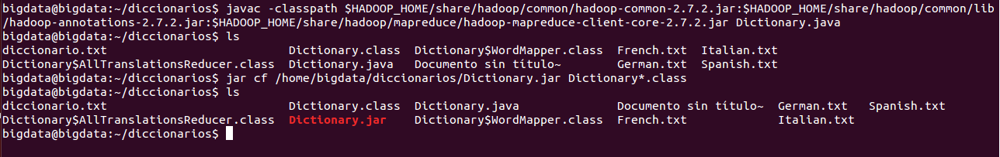 bigdata@bigdata:~/diccionarios$ javac -classpath $HADOOP_HOME/share/hadoop/common/hadoop-common-2.7.2.jar:$HADOOP_HOME/share/hadoop/common/lib
/hadoop-annotations-2.7.2.jar:$HADOOP_HOME/share/hadoop/mapreduce/hadoop-mapreduce-client-core-2.7.2.jar Dictionary.java
bigdata@bigdata:~/diccionarios$ ls
diccionario.txt Dictionary.class Dictionary$WordMapper.class French.txt Italian.txt
Dictionary$AllTranslationsReducer.class Dictionary.java Documento sin título~ German.txt Spanish.txt
bigdata@bigdata:~/diccionarios$ jar cf /home/bigdata/diccionarios/Dictionary.jar Dictionary*.class
bigdata@bigdata:~/diccionarios$ ls
diccionario.txt Dictionary.class Dictionary.java Documento sin título~ German.txt Spanish.txt
Dictionary$AllTranslationsReducer.class Dictionary.jar Dictionary$WordMapper.class French.txt Italian.txt
bigdata@bigdata:~/diccionarios$